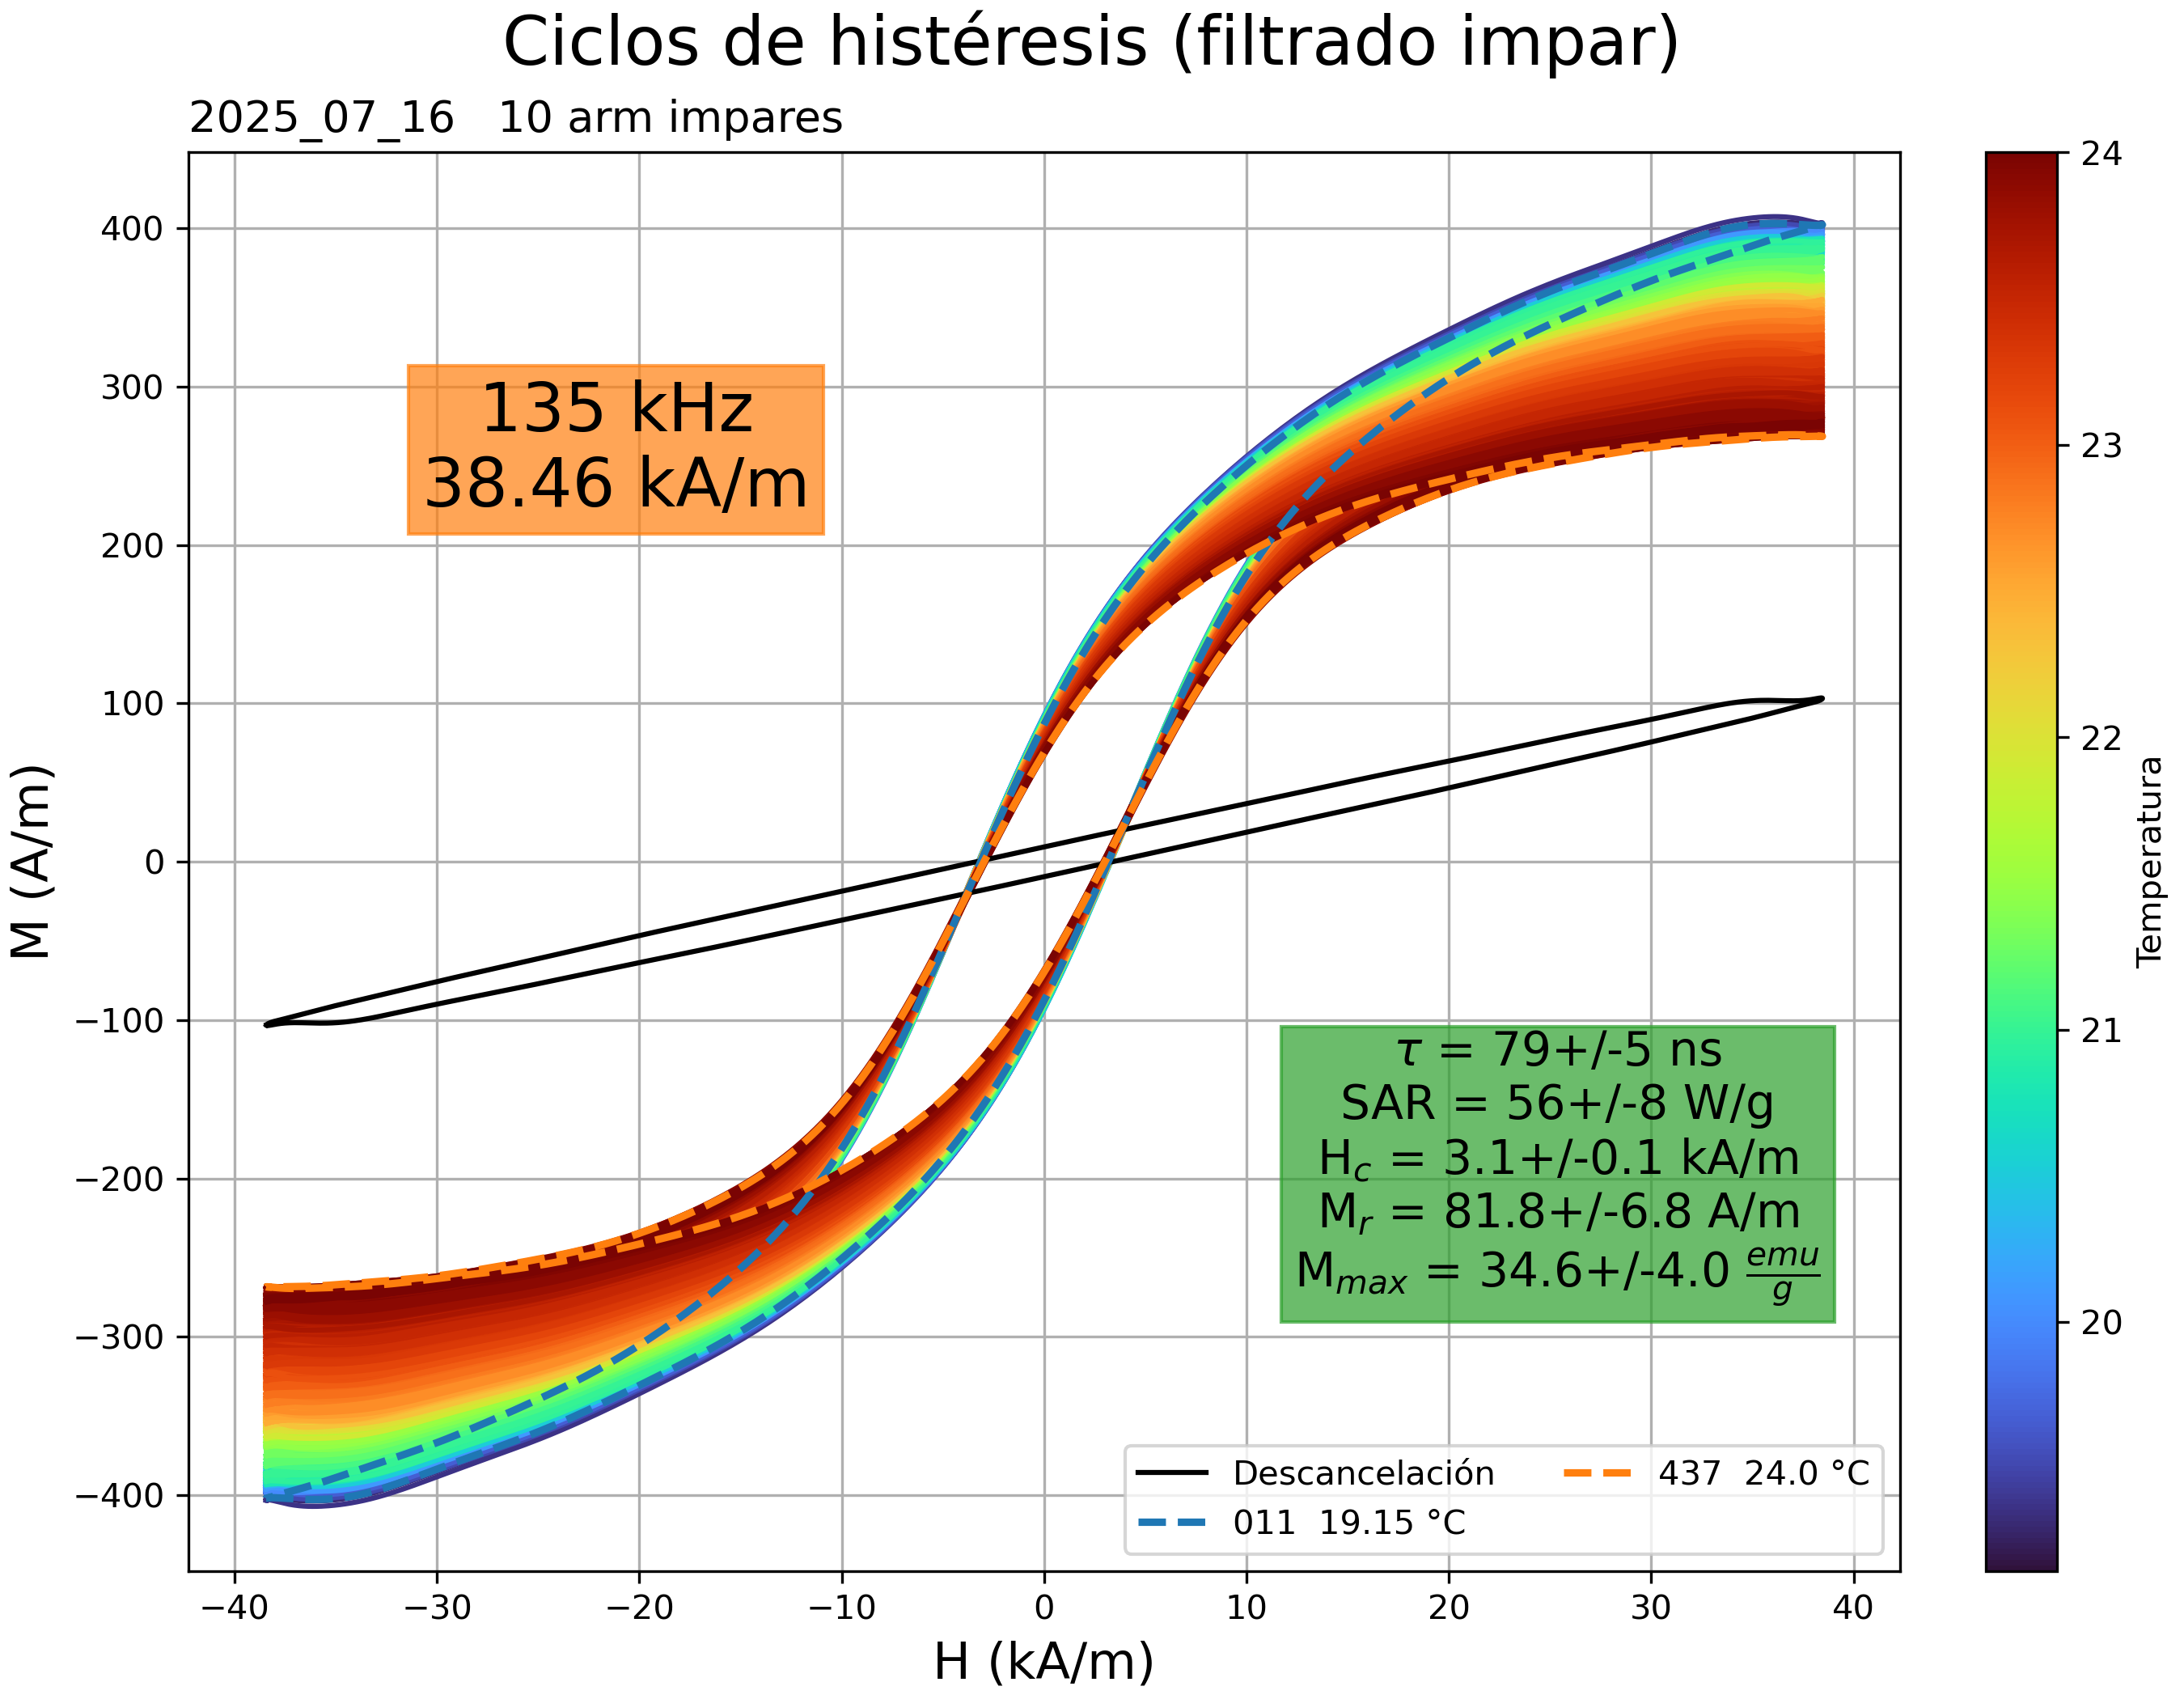 Ciclos de histéresis (filtrado impar)
2025_07_16   10 arm impares
135 kHz
38.46 kA/m
M (A/m)
400
300
200
100
0
−100
−200
−300
−400
τ = 79+/-5 ns
SAR = 56+/-8 W/g
H_c = 3.1+/-0.1 kA/m
M_r = 81.8+/-6.8 A/m
M_max = 34.6+/-4.0 emu/g
Descancelación
011  19.15 °C
437  24.0 °C
−40 −30 −20 −10 0 10 20 30 40
H (kA/m)
24
23
22
21
20
Temperatura